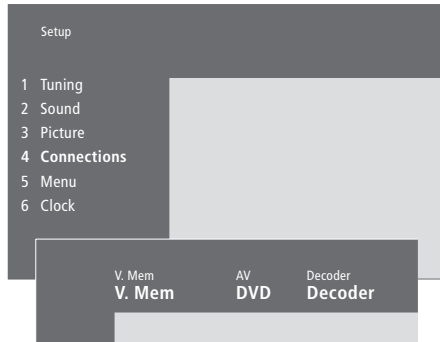 Setup
1 Tuning
2 Sound
3 Picture
4 Connections
5 Menu
6 Clock
V. Mem AV Decoder
V. Mem DVD Decoder